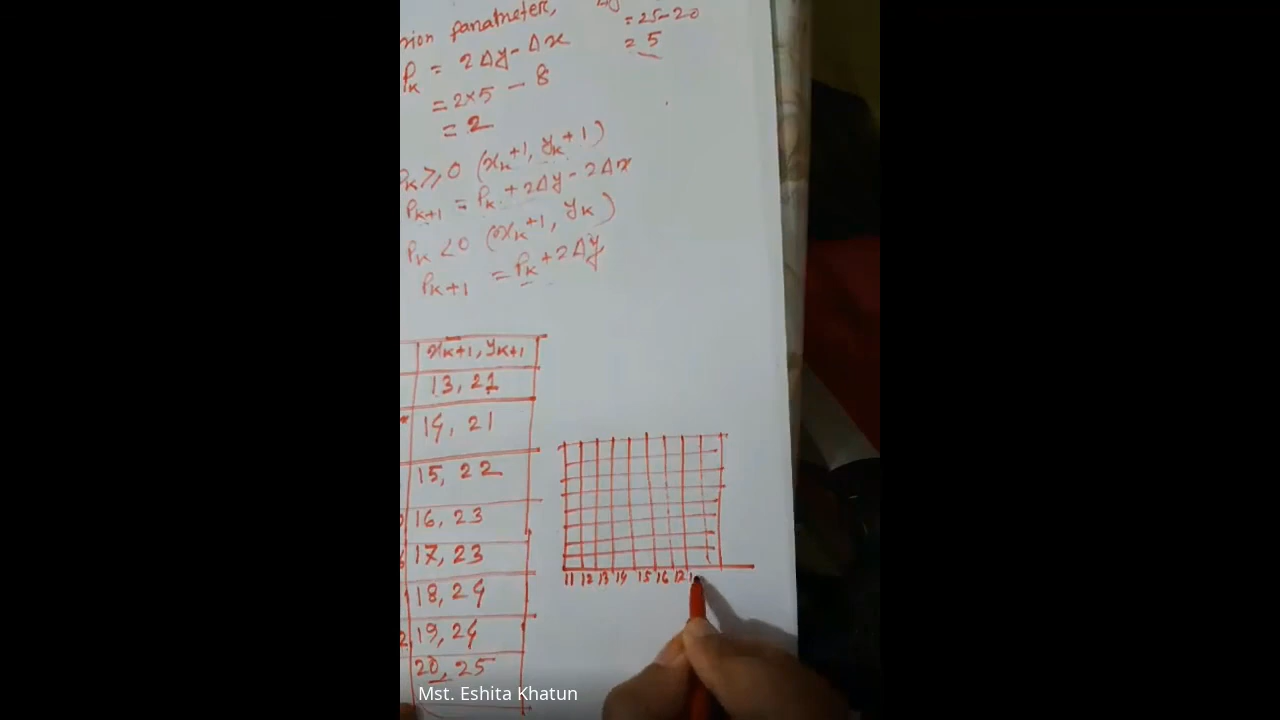 = 25-20
= 5
Pk = 2Δy - Δx
= 2×5 - 8
= 2
Pk ≥ 0 (xk+1, yk+1)
Pk+1 = Pk + 2Δy - 2Δx
Pk < 0 (xk+1, yk)
Pk+1 = Pk + 2Δy
xk+1, yk+1
13, 21
14, 21
15, 22
16, 23
17, 23
18, 24
19, 24
20, 25
11 12 13 14 15 16
Mst. Eshita Khatun